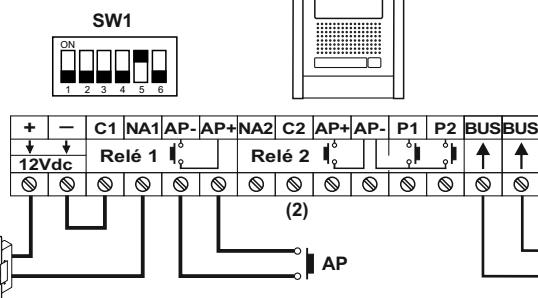 SW1
ON
1 2 3 4 5 6
+ — C1 NA1 AP- AP+ NA2 C2 AP+ AP- P1 P2 BUS BUS
12Vdc Relé 1 Relé 2
(2)
AP